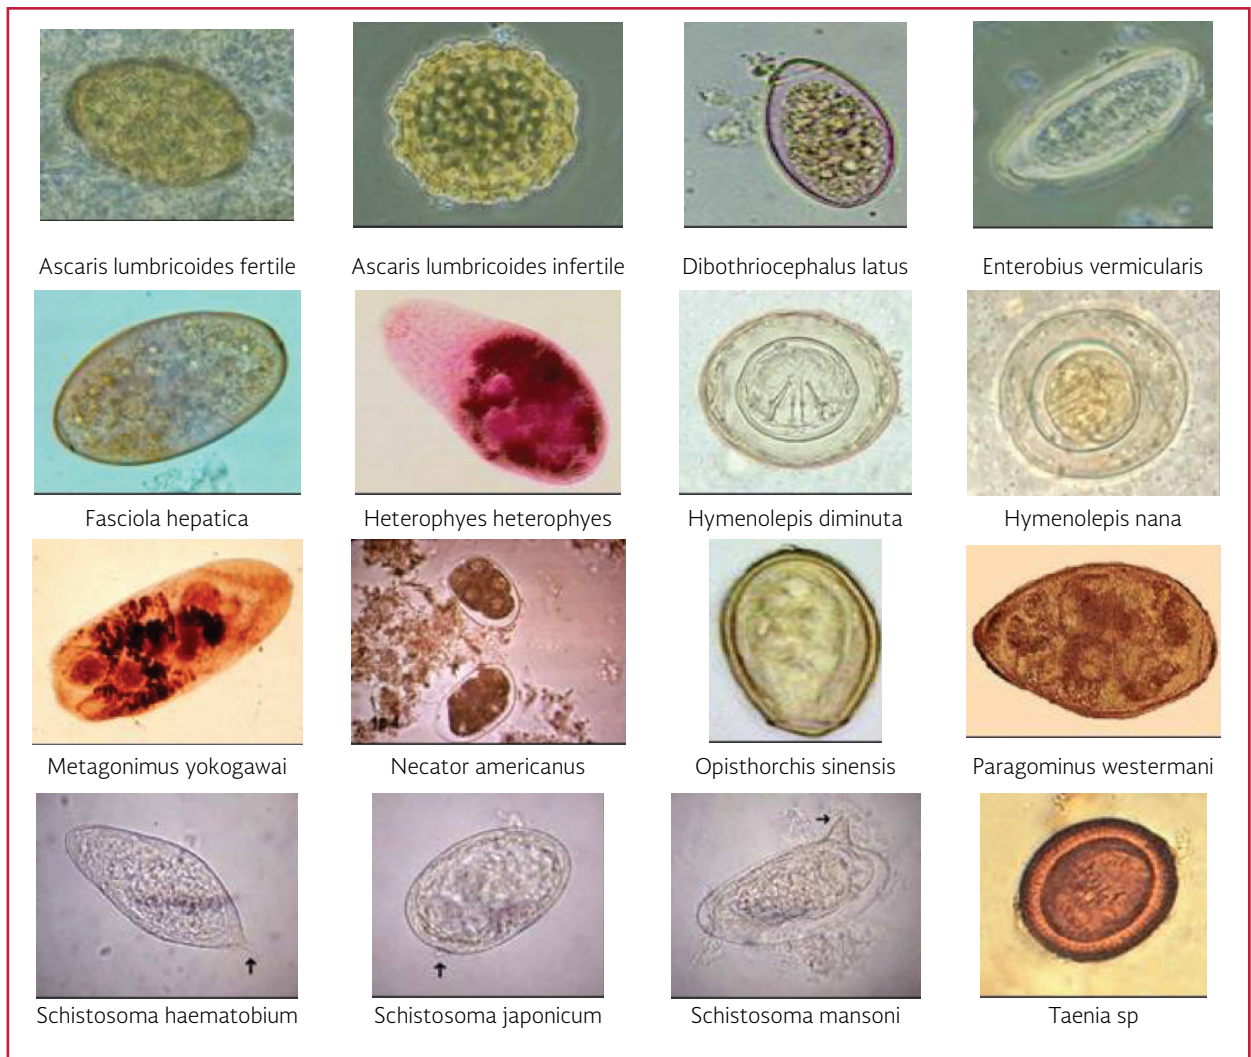 Ascaris lumbricoides fertile
Ascaris lumbricoides infertile
Dibothriocephalus latus
Enterobius vermicularis
Fasciola hepatica
Heterophyes heterophyes
Hymenolepis diminuta
Hymenolepis nana
Metagonimus yokogawai
Necator americanus
Opisthorchis sinensis
Paragominus westermani
Schistosoma haematobium
Schistosoma japonicum
Schistosoma mansoni
Taenia sp